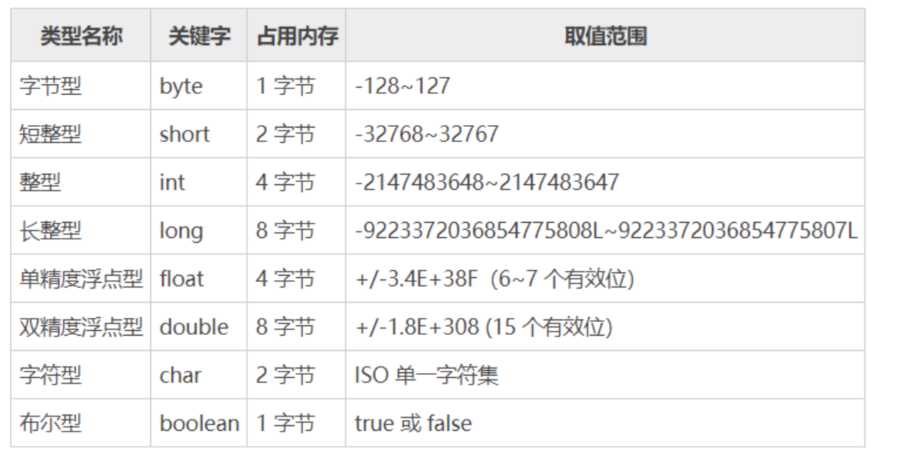 类型名称 关键字 占用内存 取值范围
字节型 byte 1 字节 -128~127
短整型 short 2 字节 -32768~32767
整型 int 4 字节 -2147483648~2147483647
长整型 long 8 字节 -9223372036854775808L~9223372036854775807L
单精度浮点型 float 4 字节 +/-3.4E+38F（6~7 个有效位）
双精度浮点型 double 8 字节 +/-1.8E+308 (15 个有效位)
字符型 char 2 字节 ISO 单一字符集
布尔型 boolean 1 字节 true 或 false